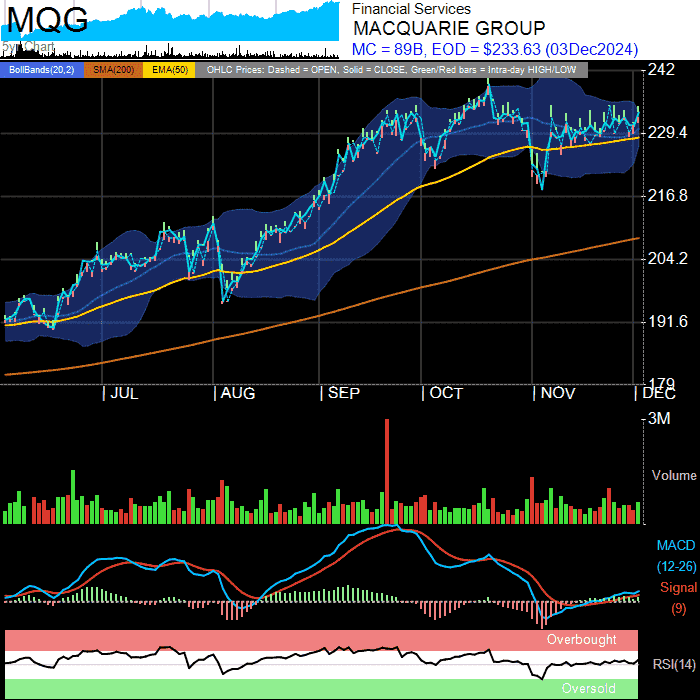 MQG
Financial Services
MACQUARIE GROUP
MC = 89B, EOD = $233.63 (03Dec2024)
BollBands(20,2) SMA(200) EMA(50) OHLC Prices: Dashed = OPEN, Solid = CLOSE, Green/Red bars = Intra-day HIGH/LOW
242
229.4
216.8
204.2
191.6
179
| JUL | AUG | SEP | OCT | NOV | DEC
3M
Volume
MACD
(12-26)
Signal
(9)
Overbought
RSI(14)
Oversold